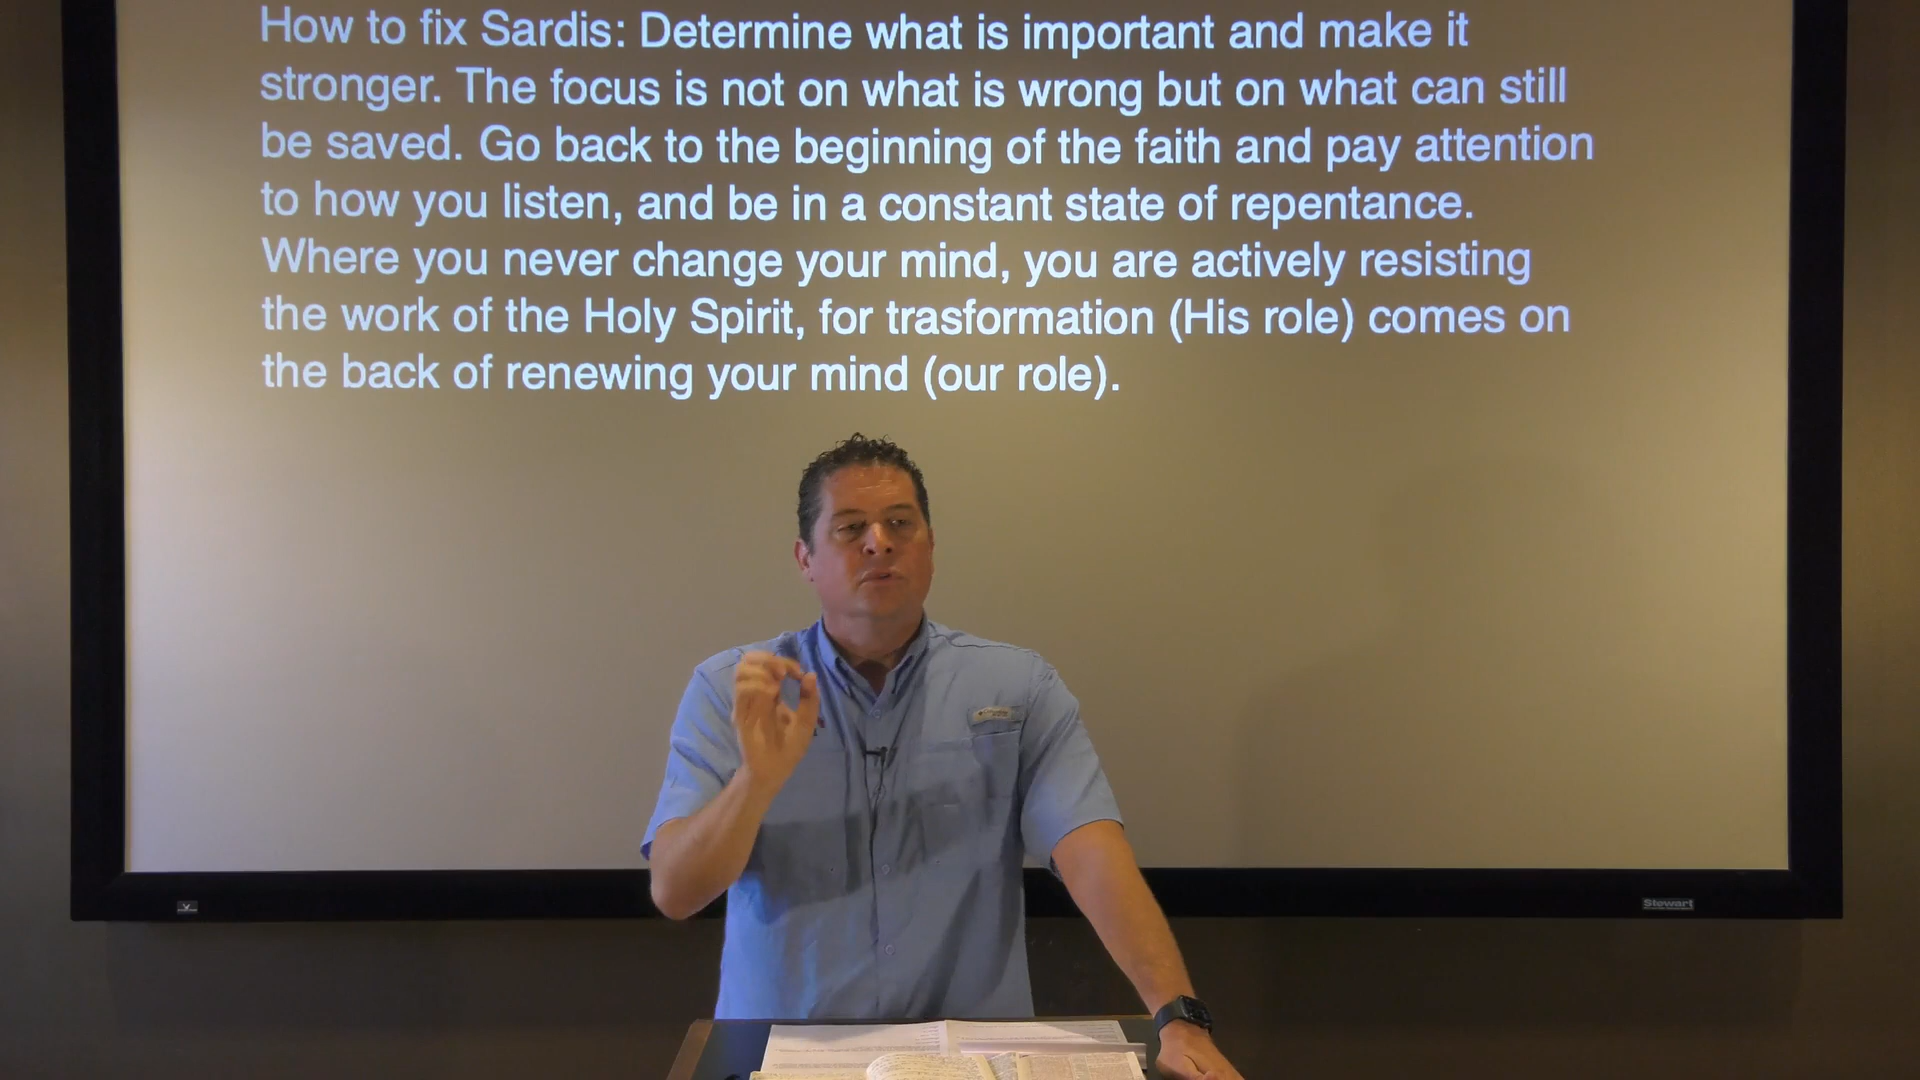 How to fix Sardis: Determine what is important and make it
stronger. The focus is not on what is wrong but on what can still
be saved. Go back to the beginning of the faith and pay attention
to how you listen, and be in a constant state of repentance.
Where you never change your mind, you are actively resisting
the work of the Holy Spirit, for trasformation (His role) comes on
the back of renewing your mind (our role).
Stewart